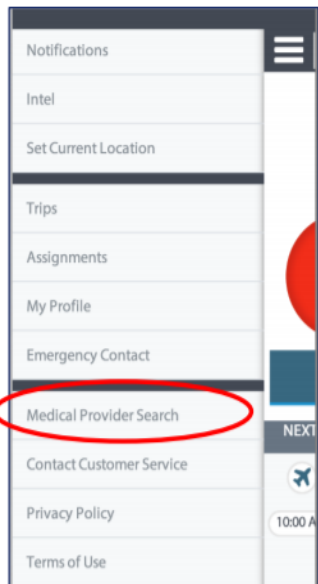 Notifications
Intel
Set Current Location
Trips
Assignments
My Profile
Emergency Contact
Medical Provider Search
NEXT
Contact Customer Service
Privacy Policy
10:00 A
Terms of Use